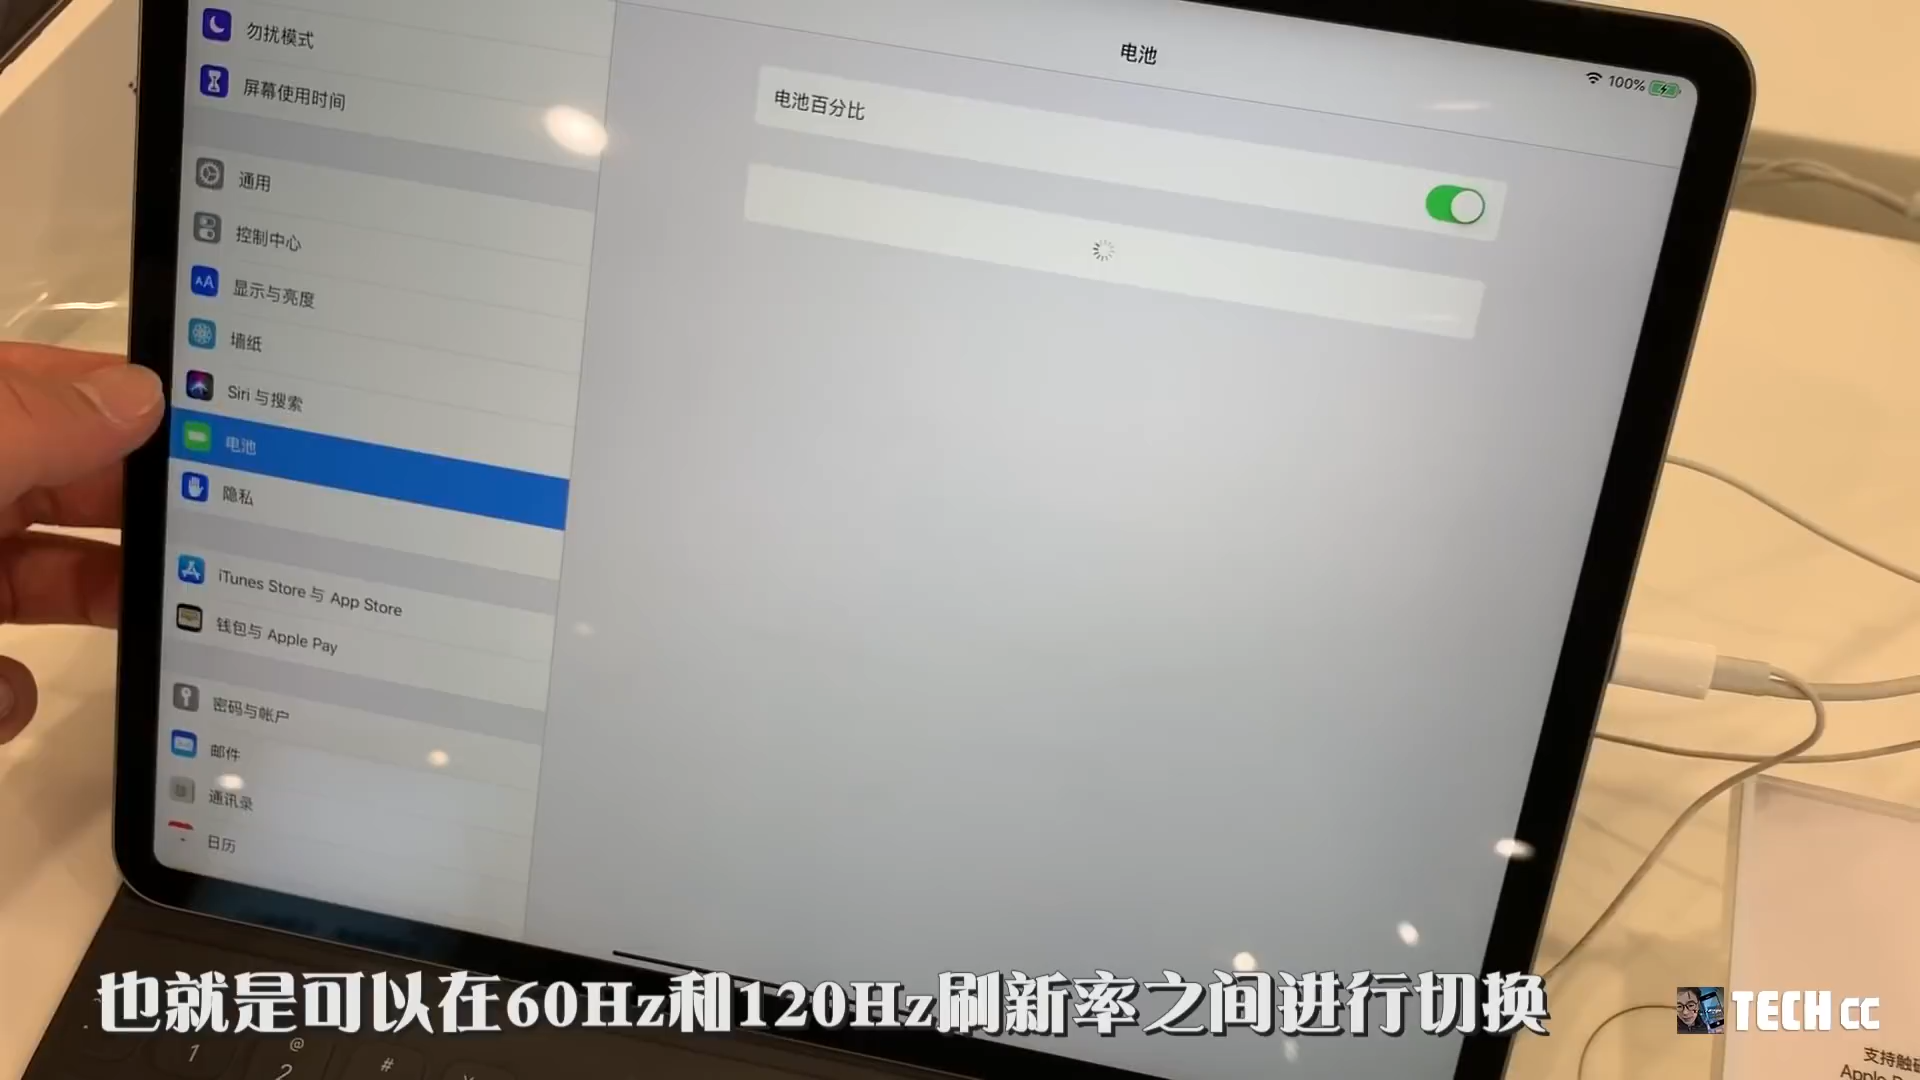 勿扰模式
屏幕使用时间
通用
控制中心
显示与亮度
墙纸
Siri 与搜索
电池
隐私
iTunes Store 与 App Store
钱包与 Apple Pay
密码与帐户
邮件
通讯录
日历
电池
100%
电池百分比
也就是可以在60Hz和120Hz刷新率之间进行切换
TECH cc
1
@
2
#
支持触
Apple